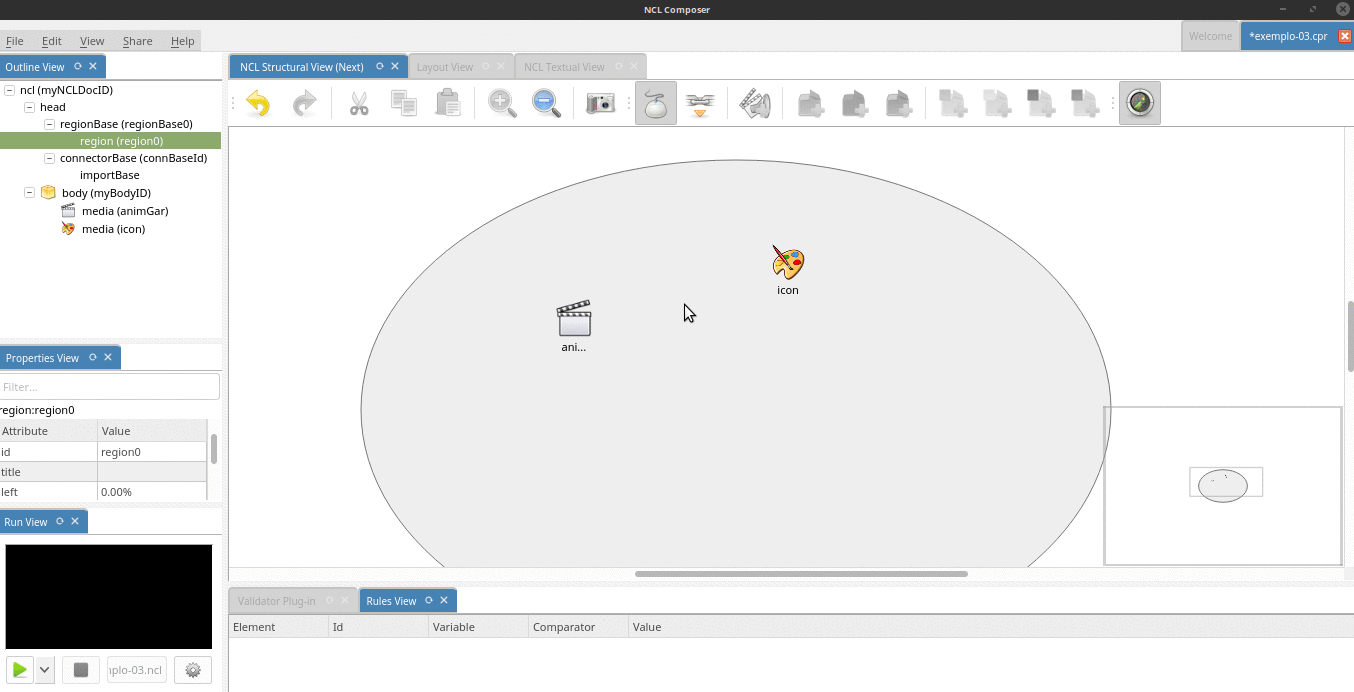 NCL Composer
File Edit View Share Help
Welcome
*exemplo-03.cpr
Outline View
ncl (myNCLDocID)
head
regionBase (regionBase0)
region (region0)
connectorBase (connBaseId)
importBase
body (myBodyID)
media (animGar)
media (icon)
NCL Structural View (Next)
Layout View
NCL Textual View
icon
ani...
Properties View
Filter...
region:region0
Attribute Value
id region0
title
left 0.00%
Run View
plo-03.ncl
Validator Plug-in
Rules View
Element Id Variable Comparator Value